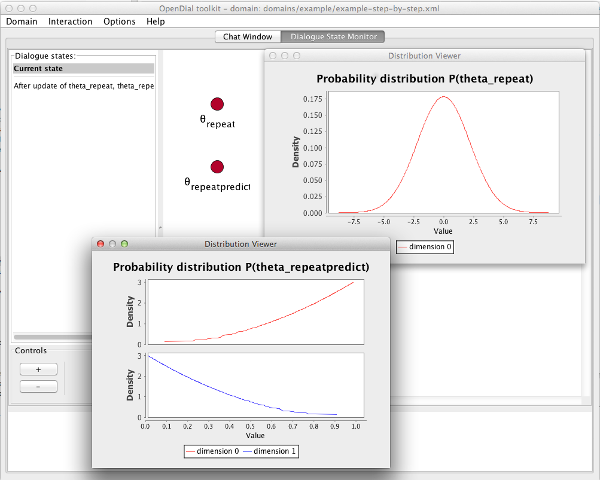 OpenDial toolkit - domain: domains/example/example-step-by-step.xml
Domain Interaction Options Help
Chat Window Dialogue State Monitor
Dialogue states:
Current state
After update of theta_repeat, theta_repe
θrepeat
θrepeatpredict
Distribution Viewer
Probability distribution P(theta_repeat)
Density
0.175
0.150
0.125
0.100
0.075
0.050
0.025
0.000
-7.5 -5.0 -2.5 0.0 2.5 5.0 7.5
Value
dimension 0
Distribution Viewer
Probability distribution P(theta_repeatpredict)
Density
3
2
1
0
Density
3
2
1
0
0.0 0.1 0.2 0.3 0.4 0.5 0.6 0.7 0.8 0.9 1.0
Value
dimension 0 dimension 1
Controls
+
-